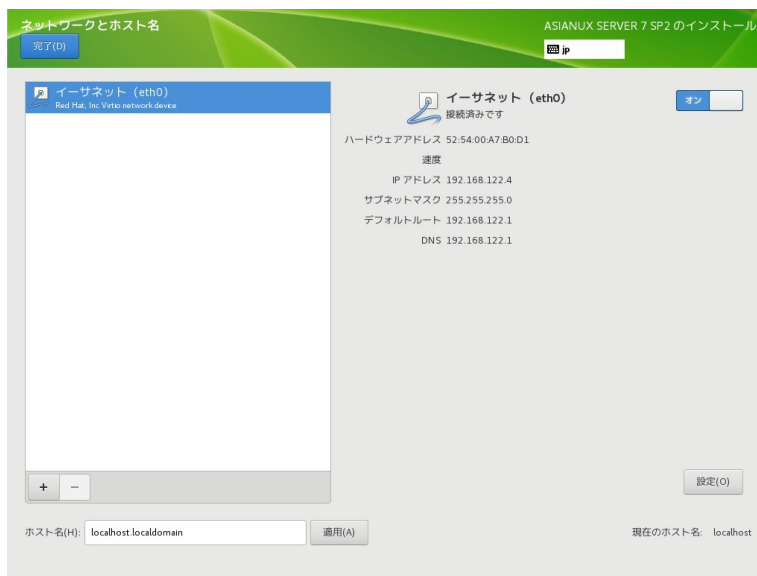 ネットワークとホスト名
ASIANUX SERVER 7 SP2 のインストール
完了(D)
jp
イーサネット (eth0)
Red Hat, Inc Virtio network device
イーサネット (eth0)
接続済みです
オン
ハードウェアアドレス 52:54:00:A7:B0:D1
速度
IP アドレス 192.168.122.4
サブネットマスク 255.255.255.0
デフォルトルート 192.168.122.1
DNS 192.168.122.1
+ −
設定(O)
ホスト名(H): localhost.localdomain 適用(A) 現在のホスト名: localhost